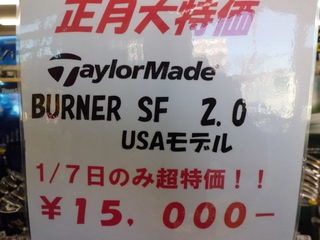 正月大特価
TaylorMade
BURNER SF 2.0
USAモデル
1/7日のみ超特価!!
¥15,000-